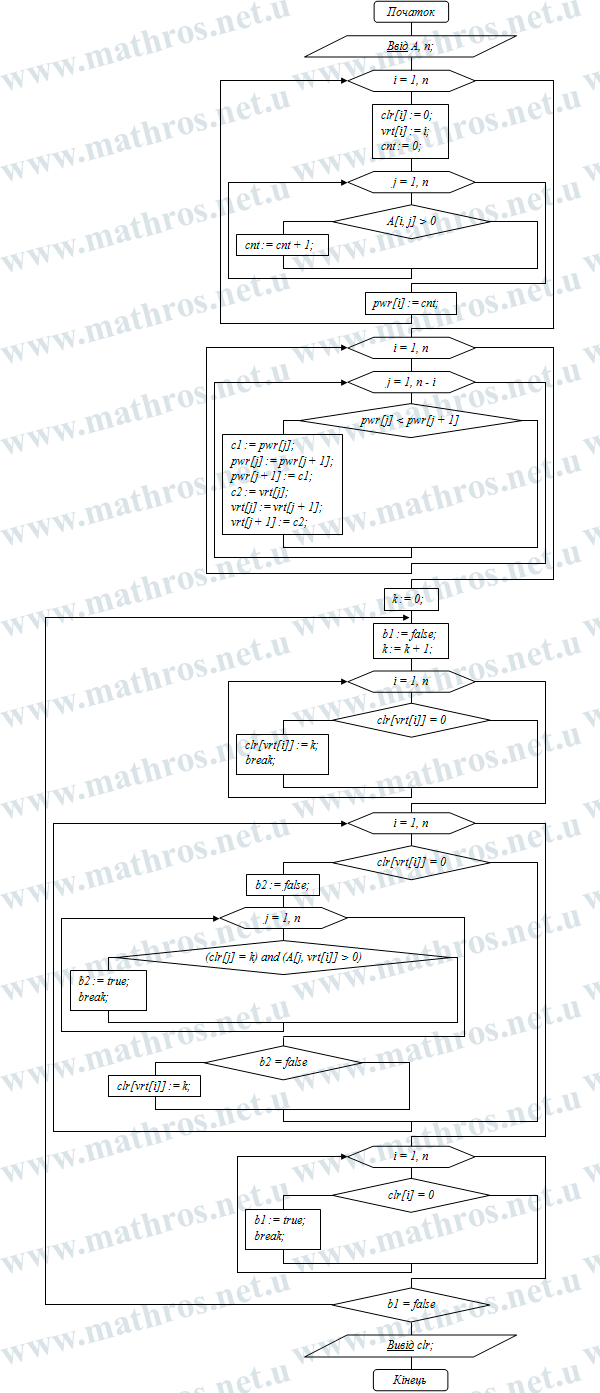 Початок
Ввід A, n;
i = 1, n
clr[i] := 0;
vrt[i] := i;
cnt := 0;
j = 1, n
A[i, j] > 0
cnt := cnt + 1;
pwr[i] := cnt;
i = 1, n
j = 1, n - i
pwr[j] < pwr[j + 1]
c1 := pwr[j];
pwr[j] := pwr[j + 1];
pwr[j + 1] := c1;
c2 := vrt[j];
vrt[j] := vrt[j + 1];
vrt[j + 1] := c2;
k := 0;
b1 := false;
k := k + 1;
i = 1, n
clr[vrt[i]] = 0
clr[vrt[i]] := k;
break;
i = 1, n
clr[vrt[i]] = 0
b2 := false;
j = 1, n
(clr[j] = k) and (A[j, vrt[i]] > 0)
b2 := true;
break;
b2 = false
clr[vrt[i]] := k;
i = 1, n
clr[i] = 0
b1 := true;
break;
b1 = false
Вивід clr;
Кінець
www.mathros.net.u